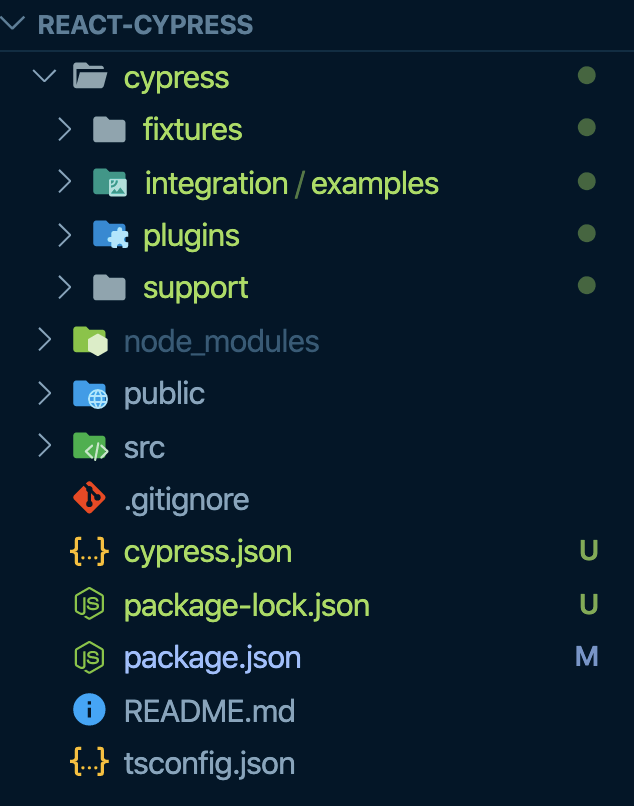 REACT-CYPRESS
cypress
fixtures
integration / examples
plugins
support
node_modules
public
src
.gitignore
{...} cypress.json U
JS package-lock.json U
JS package.json M
i README.md
{...} tsconfig.json